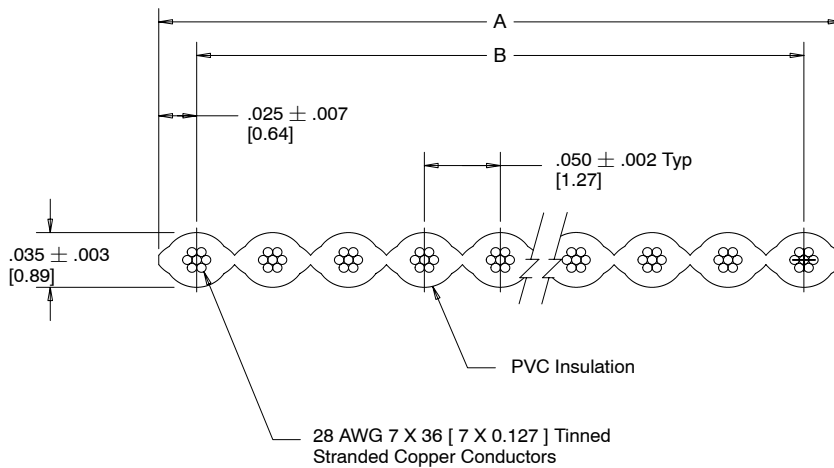 A
B
.025 ± .007
[0.64]
.050 ± .002 Typ
[1.27]
.035 ± .003
[0.89]
PVC Insulation
28 AWG 7 X 36 [ 7 X 0.127 ] Tinned
Stranded Copper Conductors